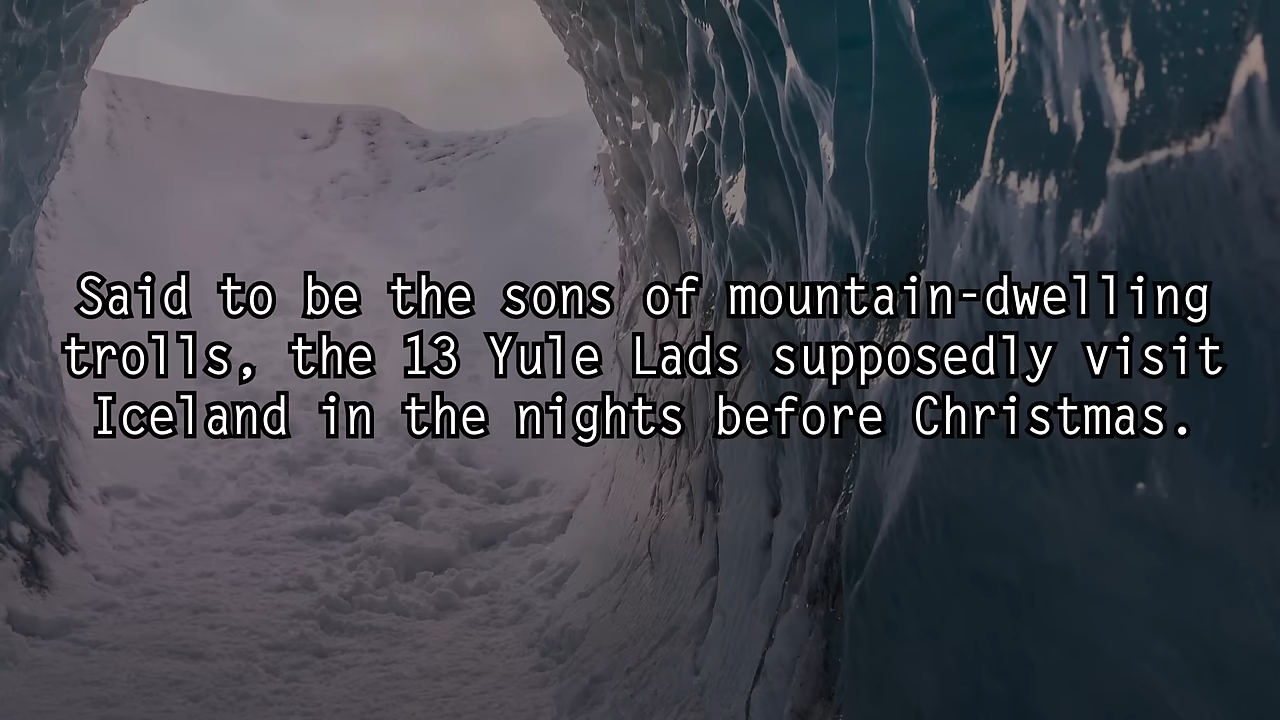 Said to be the sons of mountain-dwelling
trolls, the 13 Yule Lads supposedly visit
Iceland in the nights before Christmas.